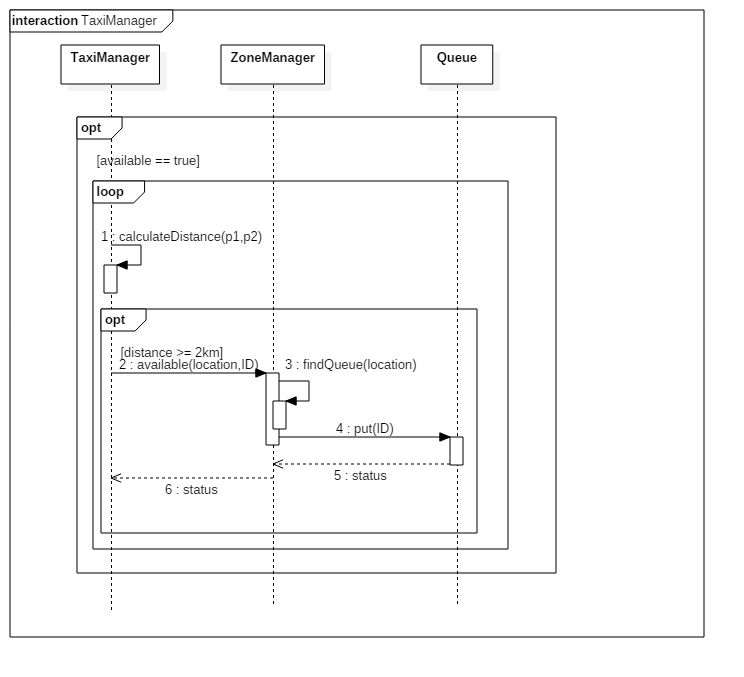 interaction TaxiManager
TaxiManager
ZoneManager
Queue
opt
[available == true]
loop
1 : calculateDistance(p1,p2)
opt
[distance >= 2km]
2 : available(location,ID)
3 : findQueue(location)
4 : put(ID)
5 : status
6 : status